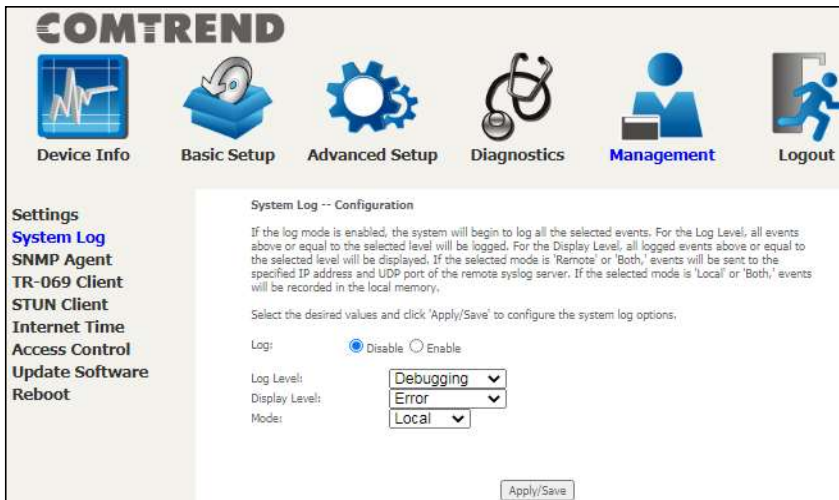 COMTREND
Device Info Basic Setup Advanced Setup Diagnostics Management Logout
Settings
System Log
SNMP Agent
TR-069 Client
STUN Client
Internet Time
Access Control
Update Software
Reboot
System Log -- Configuration
If the log mode is enabled, the system will begin to log all the selected events. For the Log Level, all events
above or equal to the selected level will be logged. For the Display Level, all logged events above or equal to
the selected level will be displayed. If the selected mode is 'Remote' or 'Both,' events will be sent to the
specified IP address and UDP port of the remote syslog server. If the selected mode is 'Local' or 'Both,' events
will be recorded in the local memory.
Select the desired values and click 'Apply/Save' to configure the system log options.
Log: Disable Enable
Log Level: Debugging
Display Level: Error
Mode: Local
Apply/Save